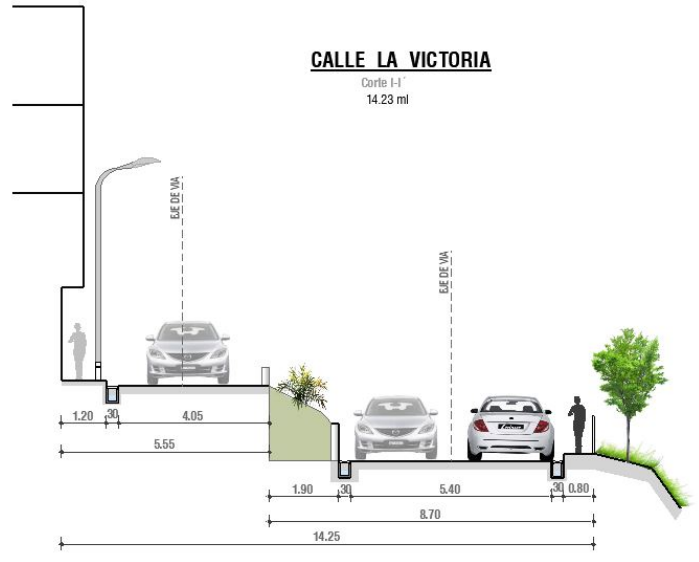 CALLE LA VICTORIA
Corte I-I´
14.23 ml
EJE DE VIA
EJE DE VIA
1.20 30 4.05
5.55
1.90 30 5.40 30 0.80
8.70
14.25